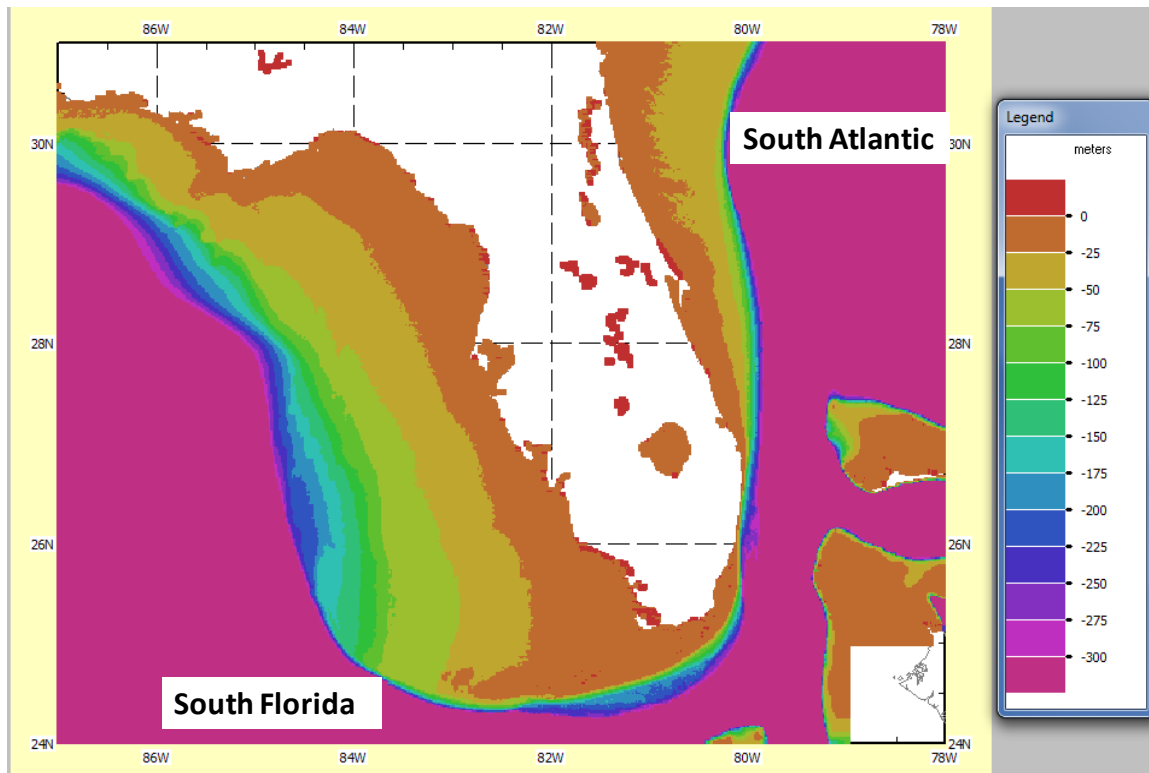 86W 84W 82W 80W 78W
Legend
meters
South Atlantic
30N 30N
0
-25
-50
-75
28N 28N
-100
-125
-150
-175
-200
26N 26N
-225
-250
-275
-300
South Florida
24N 24N
86W 84W 82W 80W 78W